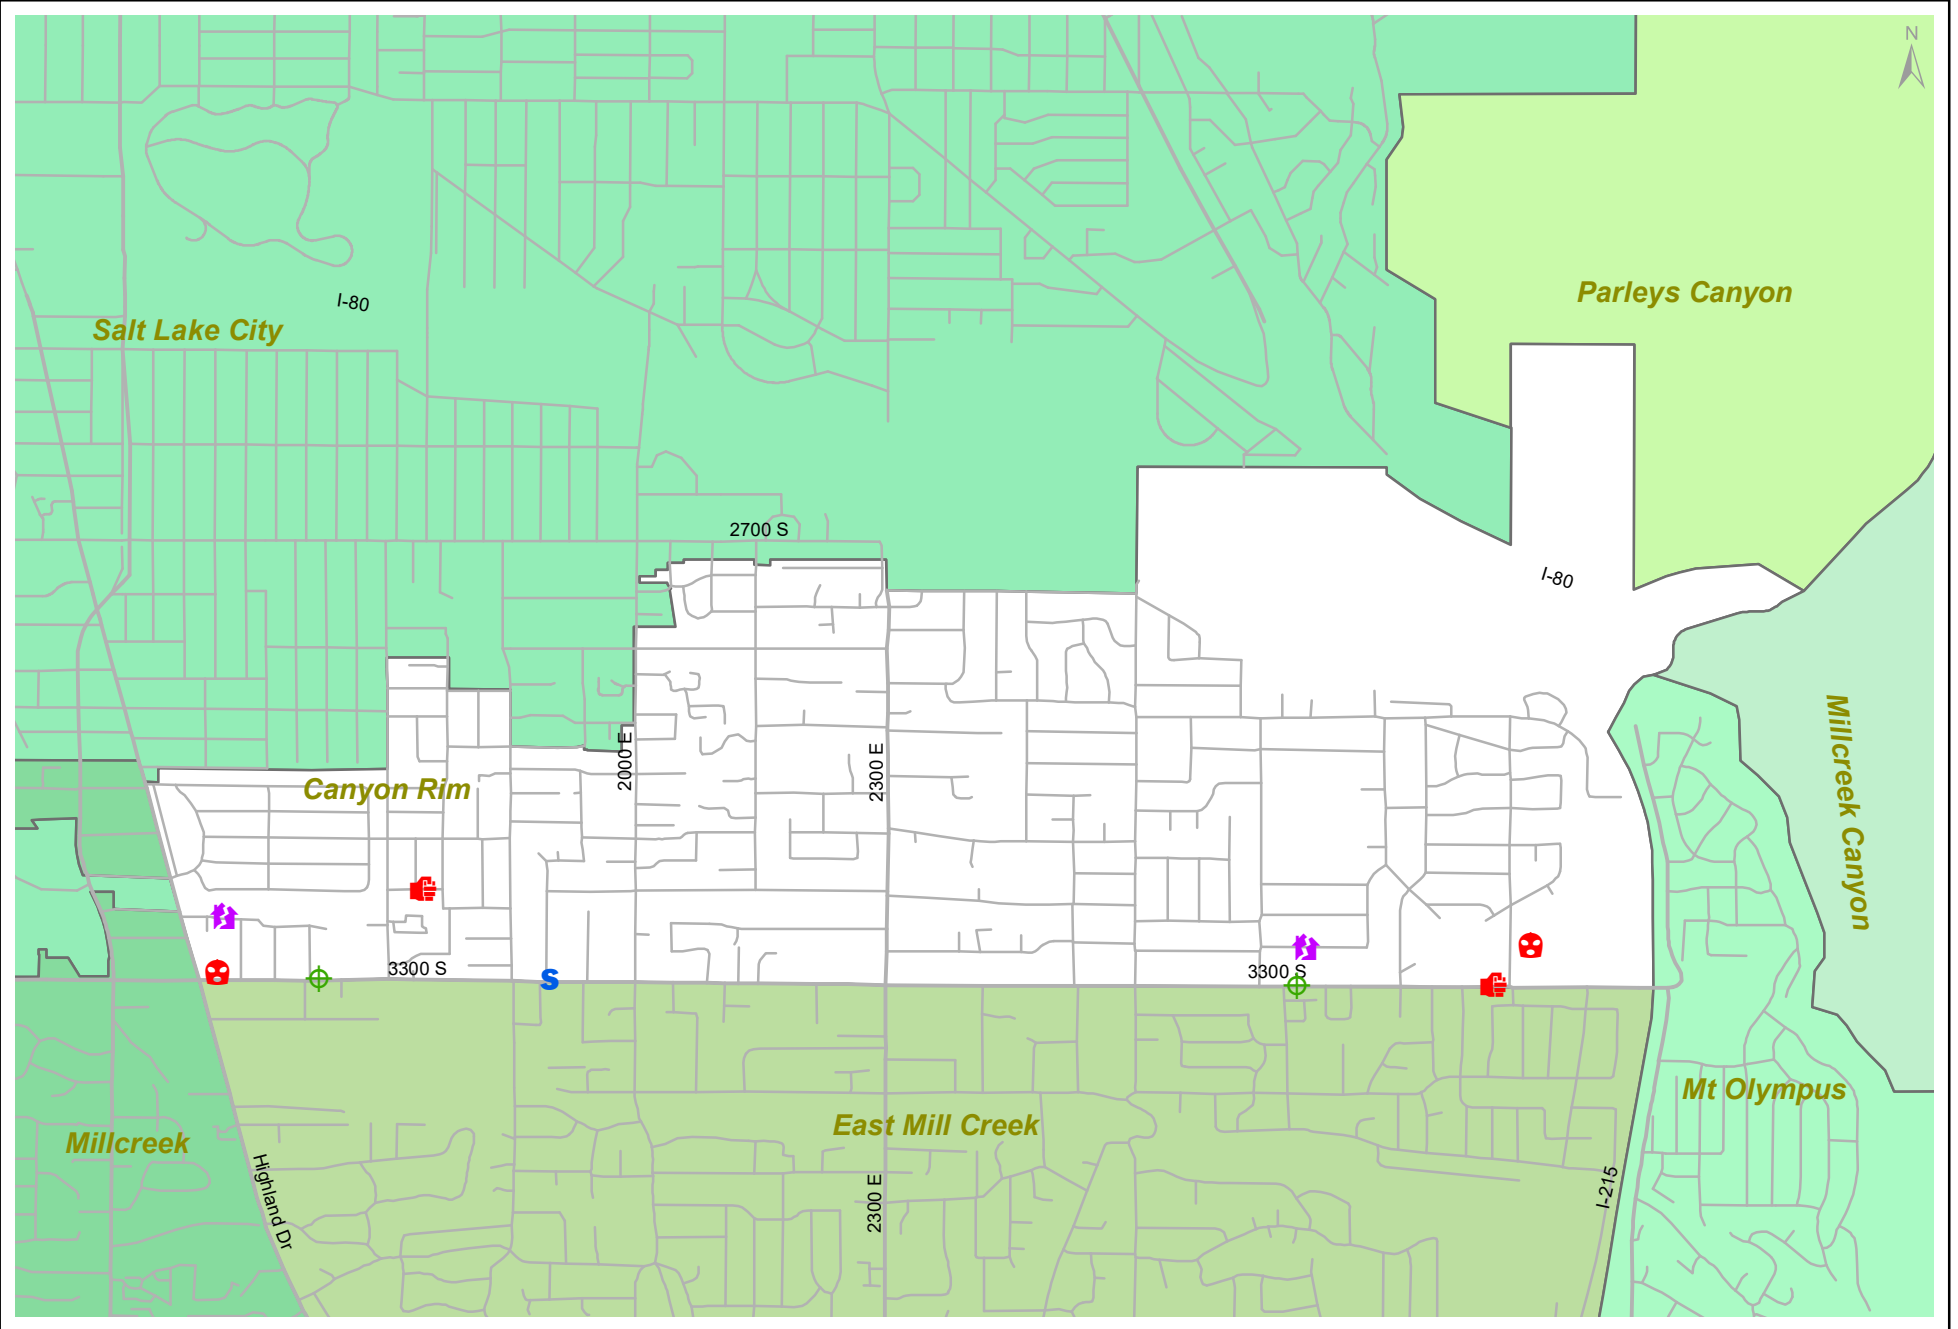 N
Parleys Canyon
I-80
Salt Lake City
2700 S
I-80
Millcreek Canyon
2000 E
2300 E
Canyon Rim
3300 S
3300 S
S
Mt Olympus
East Mill Creek
Millcreek
Highland Dr
2300 E
I-215